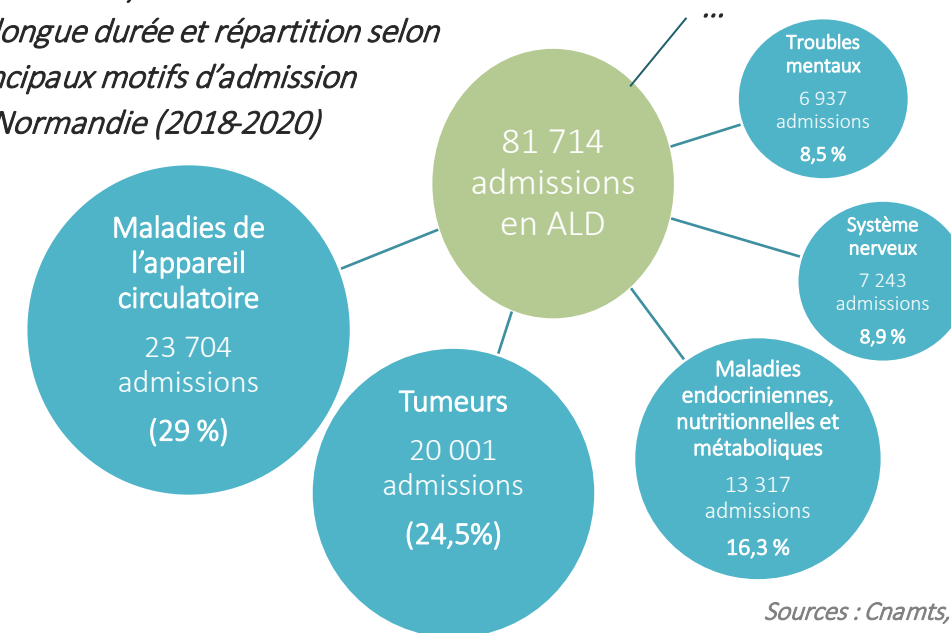 longue durée et répartition selon
ncipaux motifs d'admission
Normandie (2018-2020)
...
81 714
admissions
en ALD
Troubles
mentaux
6 937
admissions
8,5 %
Système
nerveux
7 243
admissions
8,9 %
Maladies
endocriniennes,
nutritionnelles et
métaboliques
13 317
admissions
16,3 %
Tumeurs
20 001
admissions
(24,5%)
Maladies de
l'appareil
circulatoire
23 704
admissions
(29 %)
Sources : Cnamts,